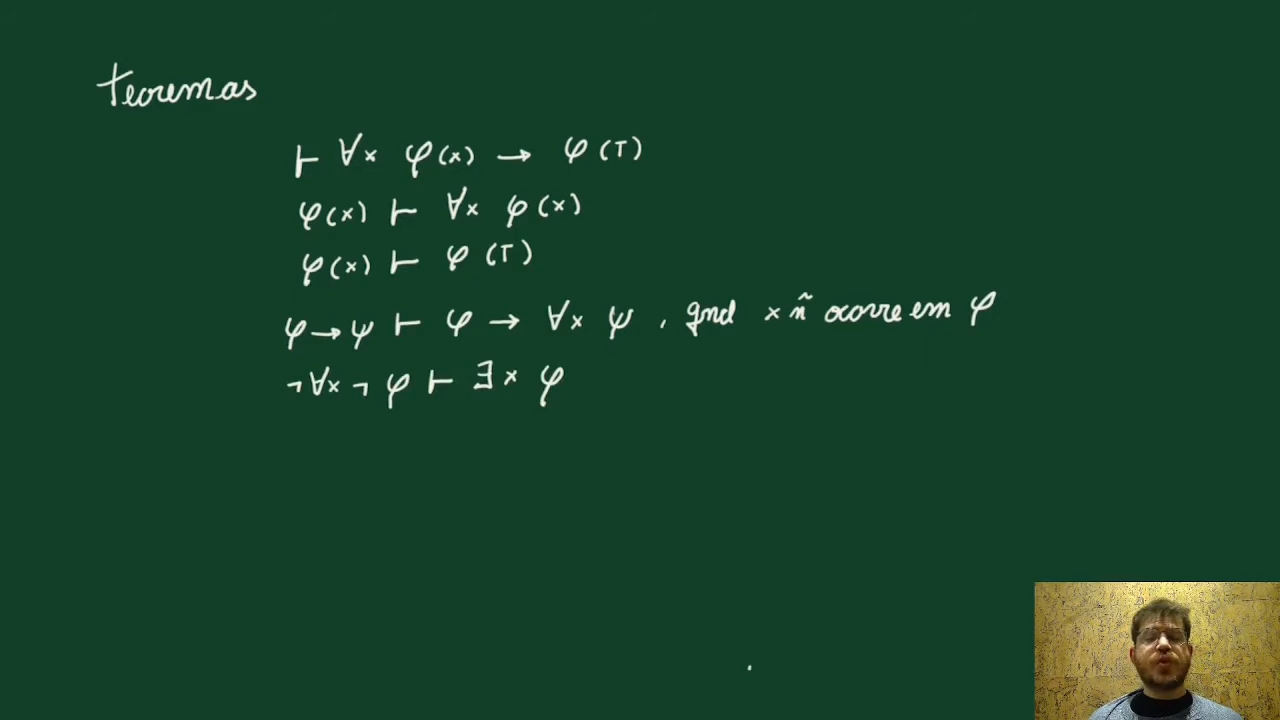 teoremas
⊢ ∀x φ(x) → φ(T)
φ(x) ⊢ ∀x φ(x)
φ(x) ⊢ φ(T)
φ → ψ ⊢ φ → ∀x ψ , qnd x ñ ocorre em φ
¬∀x¬φ ⊢ ∃x φ